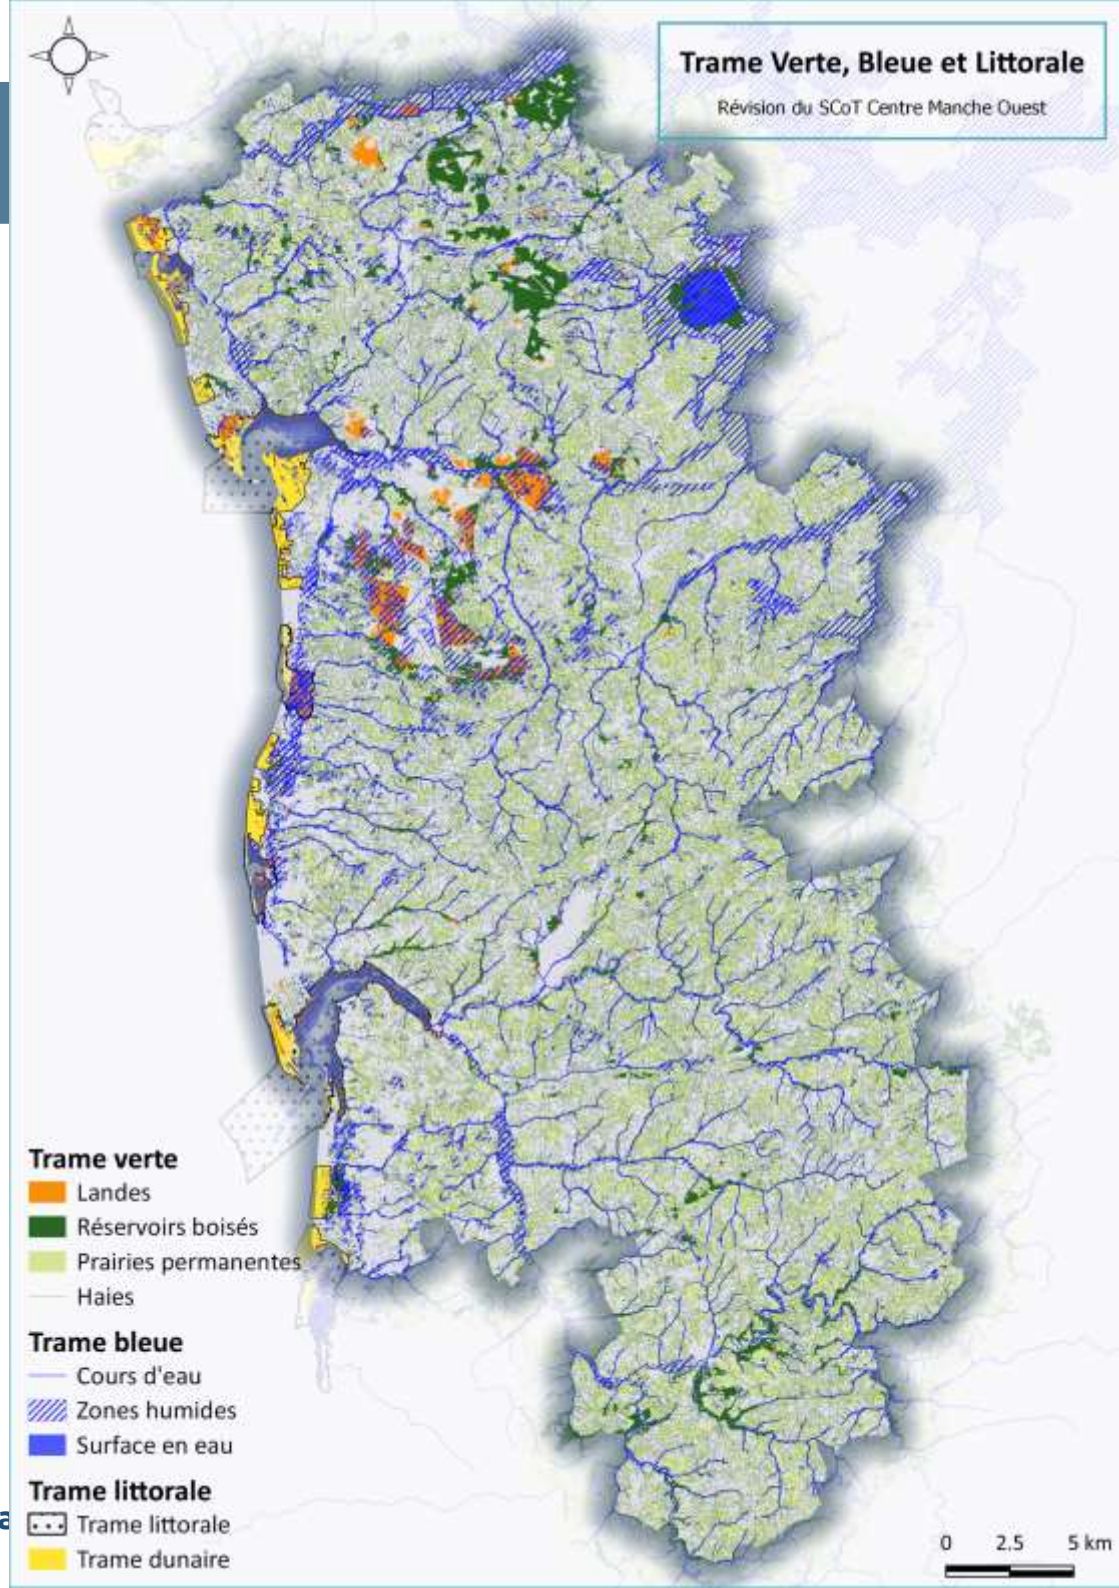 Trame Verte, Bleue et Littorale
Révision du SCoT Centre Manche Ouest
Trame verte
Landes
Réservoirs boisés
Prairies permanentes
Haies
Trame bleue
Cours d'eau
Zones humides
Surface en eau
Trame littorale
Trame littorale
Trame dunaire
a
0 2.5 5 km